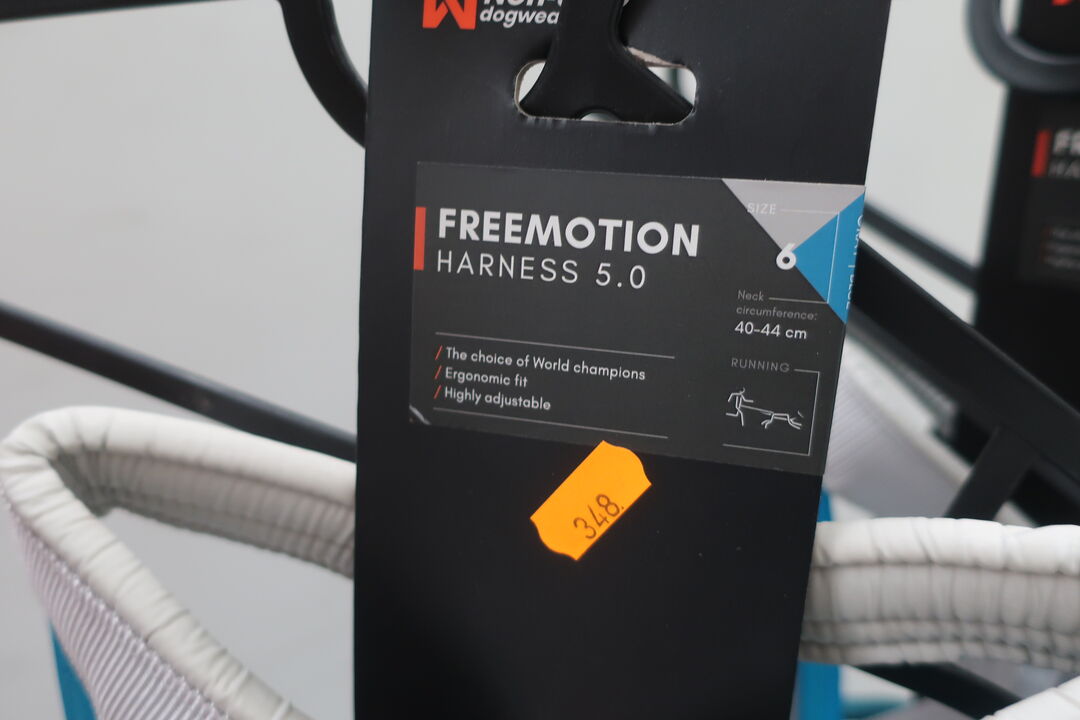 dogwear
FREEMOTION
HARNESS 5.0
SIZE
6
Neck
circumference:
40-44 cm
/ The choice of World champions
/ Ergonomic fit
/ Highly adjustable
RUNNING
348.